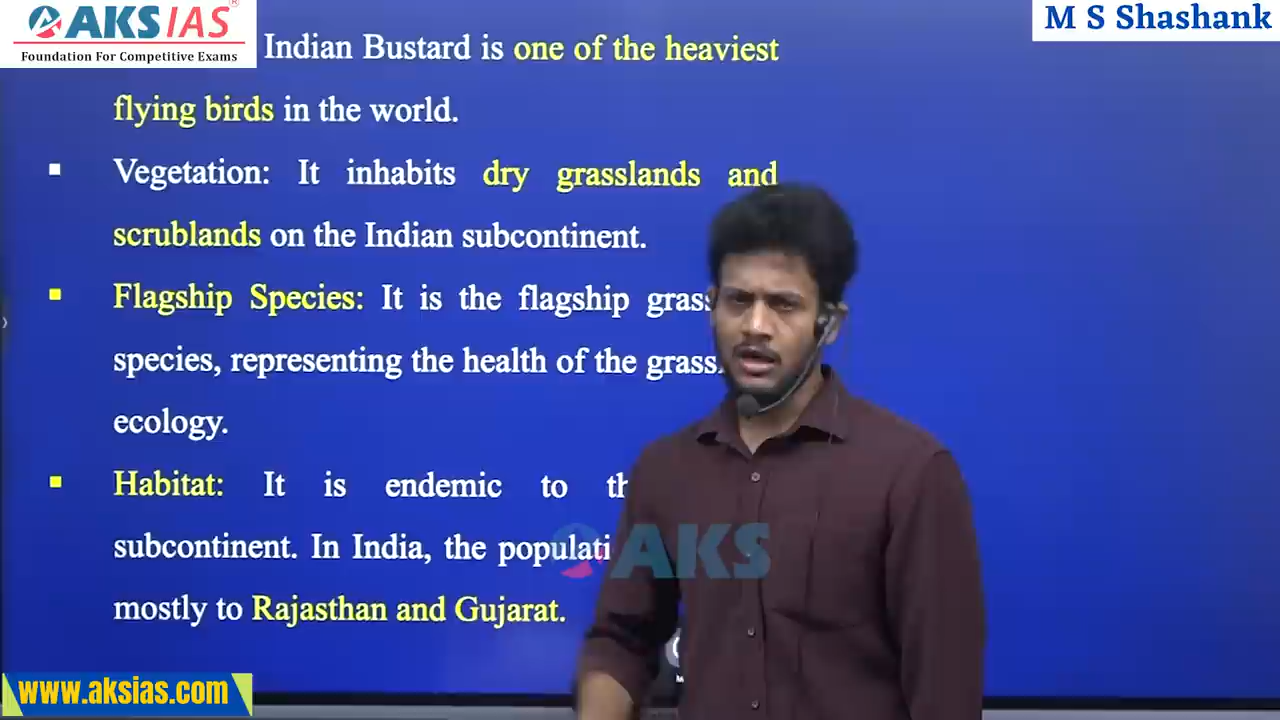 AKS IAS®
Foundation For Competitive Exams
M S Shashank
Indian Bustard is one of the heaviest
flying birds in the world.
▪ Vegetation: It inhabits dry grasslands and
scrublands on the Indian subcontinent.
▪ Flagship Species: It is the flagship
species, representing the health of the
ecology.
▪ Habitat: It is endemic to
subcontinent. In India, the
mostly to Rajasthan and Gujarat.
AKS
www.aksias.com